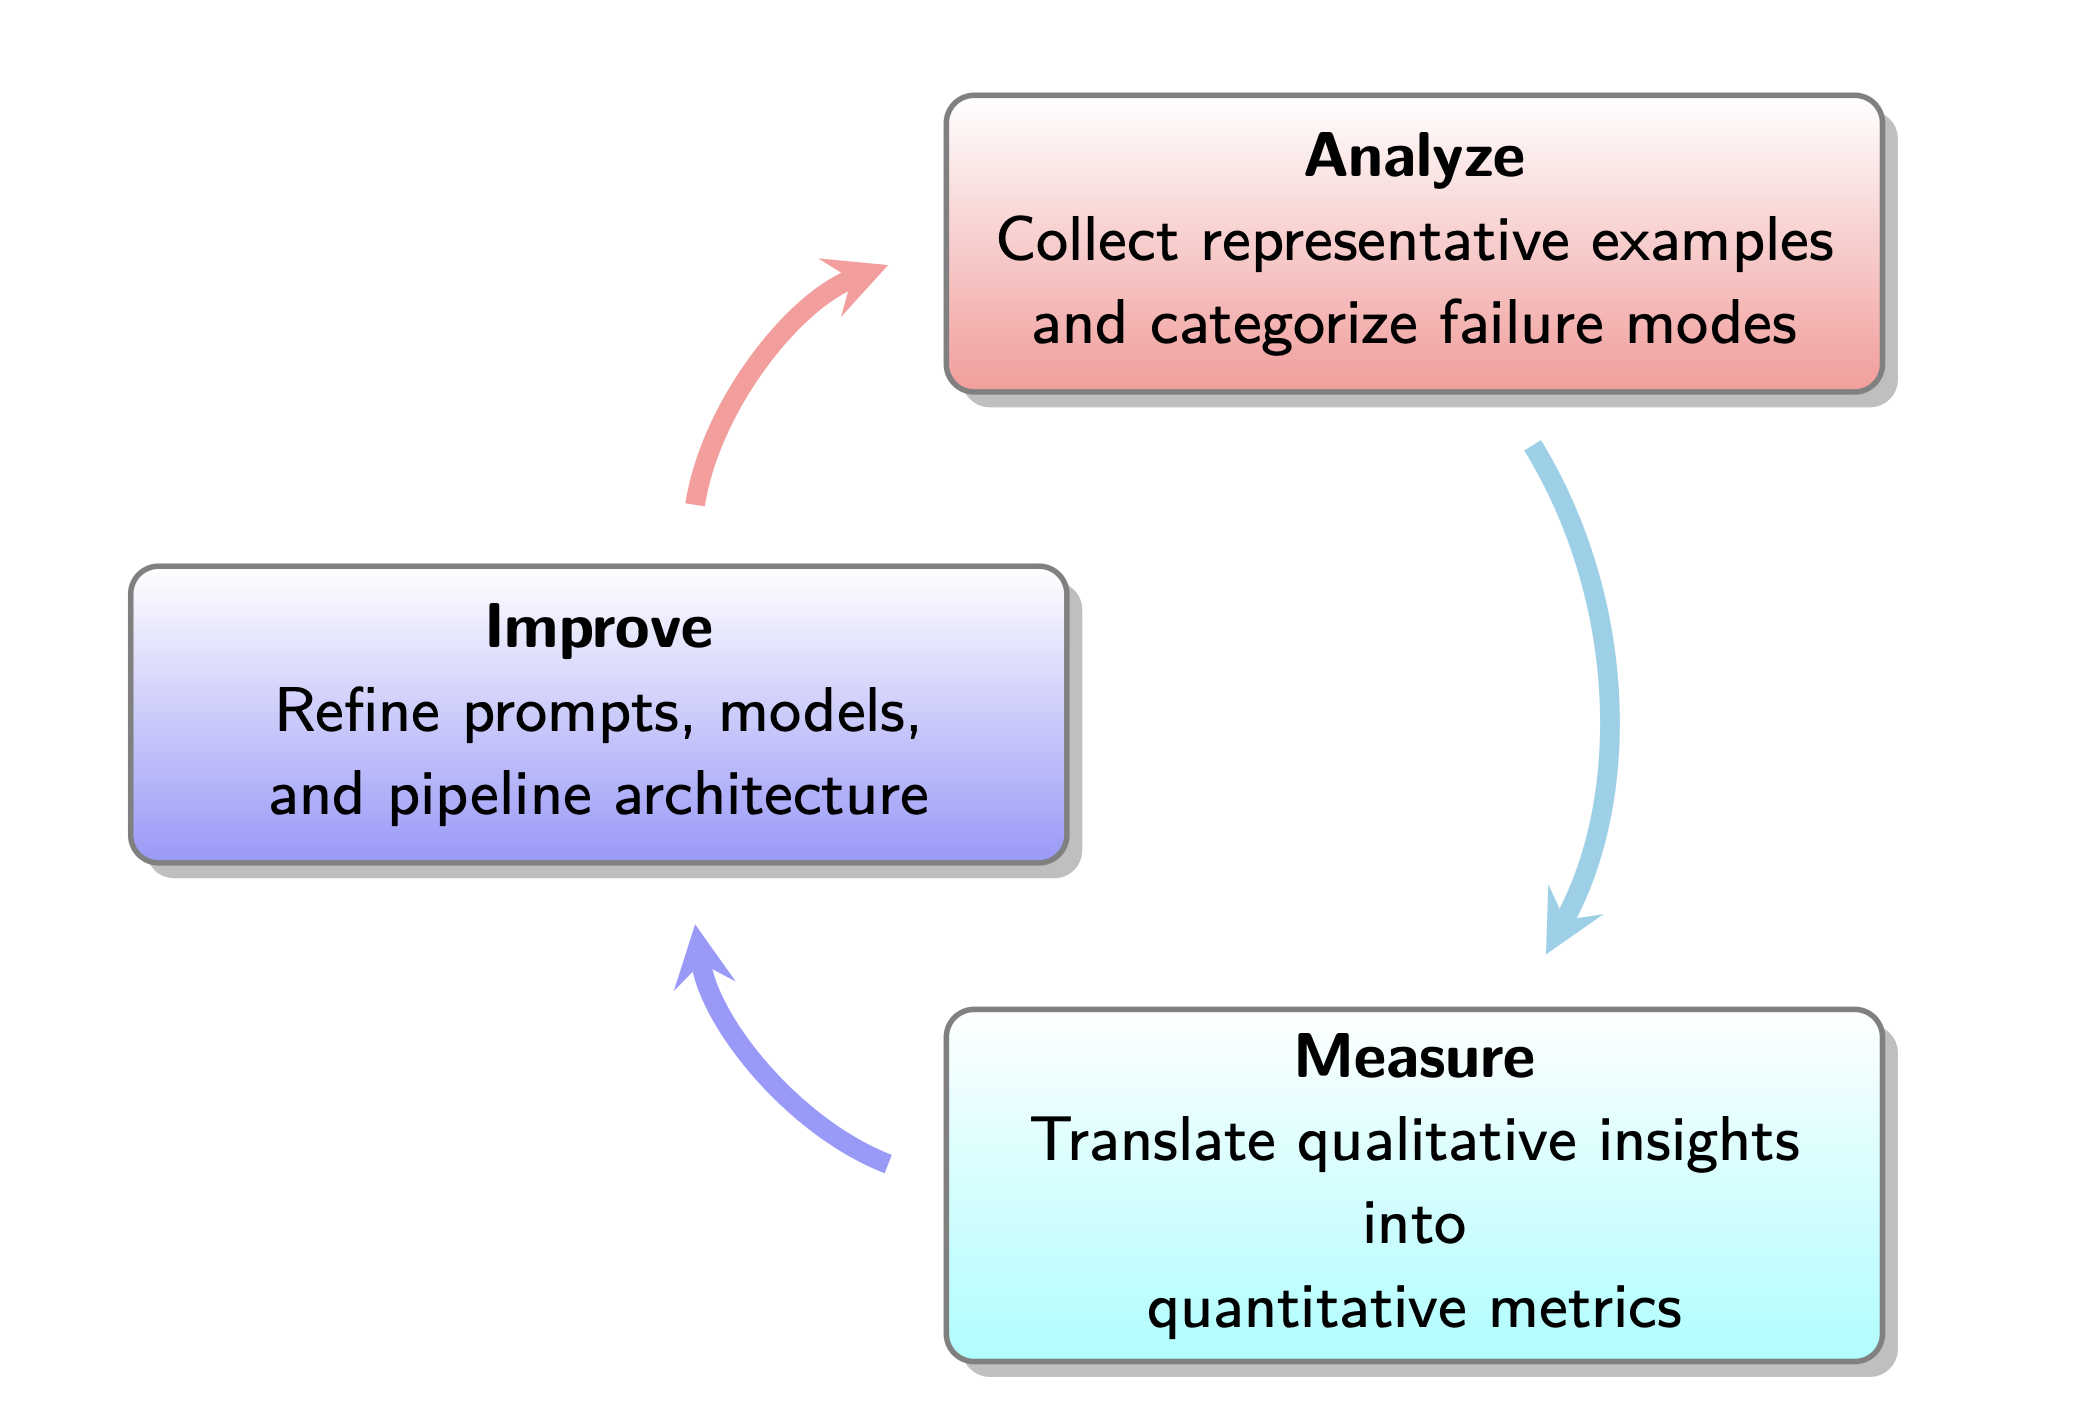 Analyze
Collect representative examples
and categorize failure modes
Improve
Refine prompts, models,
and pipeline architecture
Measure
Translate qualitative insights
into
quantitative metrics